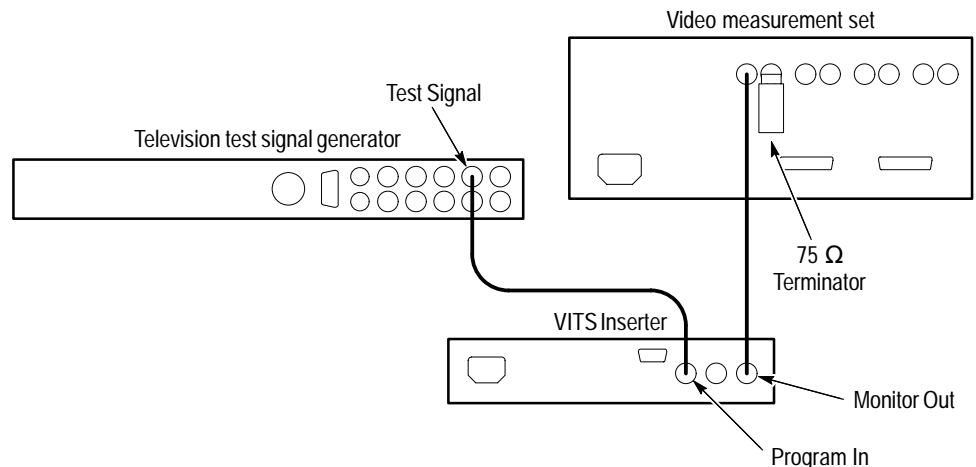 Video measurement set
Test Signal
Television test signal generator
75 Ω
Terminator
VITS Inserter
Monitor Out
Program In